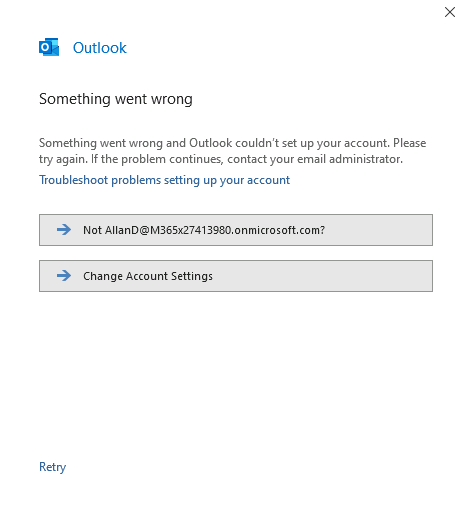 Outlook
Something went wrong
Something went wrong and Outlook couldn't set up your account. Please
try again. If the problem continues, contact your email administrator.
Troubleshoot problems setting up your account
Not AllanD@M365x27413980.onmicrosoft.com?
Change Account Settings
Retry